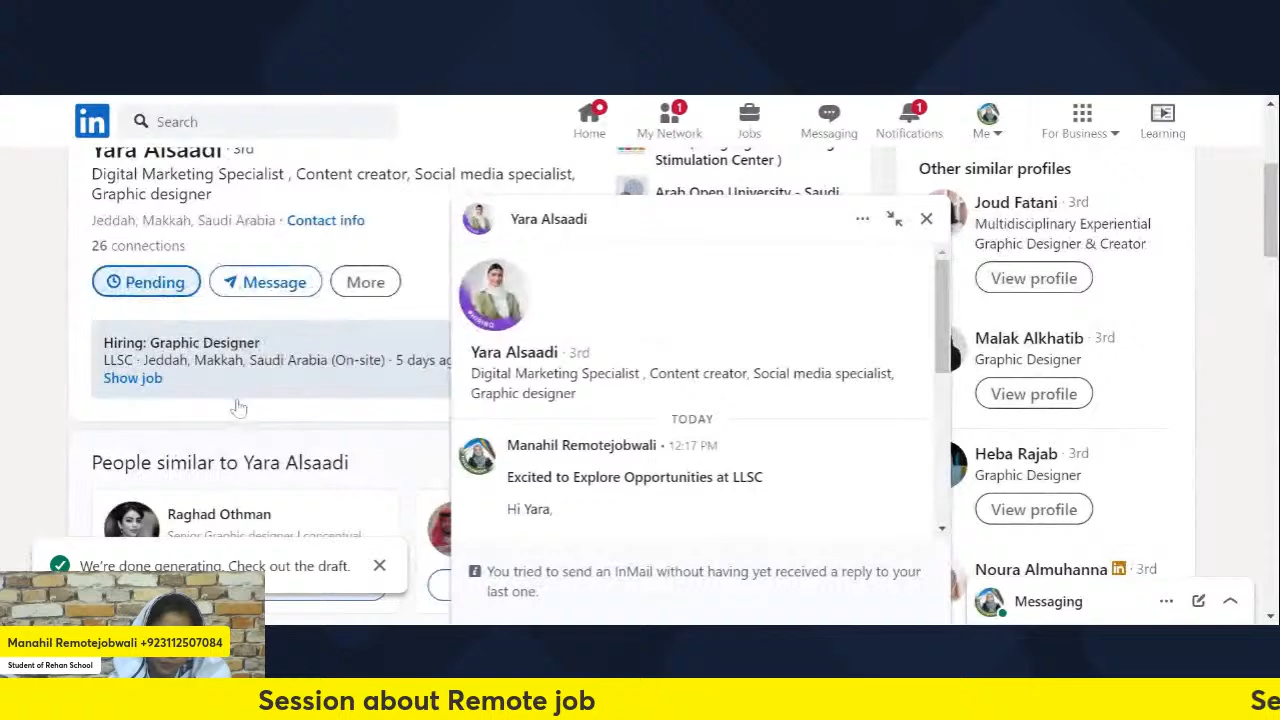 in
Search
Home
1
My Network
Jobs
Messaging
1
Notifications
Me
For Business
Learning
Yara Alsaadi · 3rd
Digital Marketing Specialist , Content creator, Social media specialist,
Graphic designer
Jeddah, Makkah, Saudi Arabia · Contact info
26 connections
Pending
Message
More
Hiring: Graphic Designer
LLSC · Jeddah, Makkah, Saudi Arabia (On-site) · 5 days
Show job
People similar to Yara Alsaadi
Raghad Othman
Senior Graphic designer | conceptual
We're done generating. Check out the draft.
Stimulation Center )
Arab Open University - Saudi
Yara Alsaadi
#HIRING
Yara Alsaadi · 3rd
Digital Marketing Specialist , Content creator, Social media specialist,
Graphic designer
TODAY
Manahil Remotejobwali • 12:17 PM
Excited to Explore Opportunities at LLSC
Hi Yara,
You tried to send an InMail without having yet received a reply to your
last one.
Other similar profiles
Joud Fatani · 3rd
Multidisciplinary Experiential
Graphic Designer & Creator
View profile
Malak Alkhatib · 3rd
Graphic Designer
View profile
Heba Rajab · 3rd
Graphic Designer
View profile
Noura Almuhanna in · 3rd
Messaging
Manahil Remotejobwali +923112507084
Student of Rehan School
Session about Remote job
Se